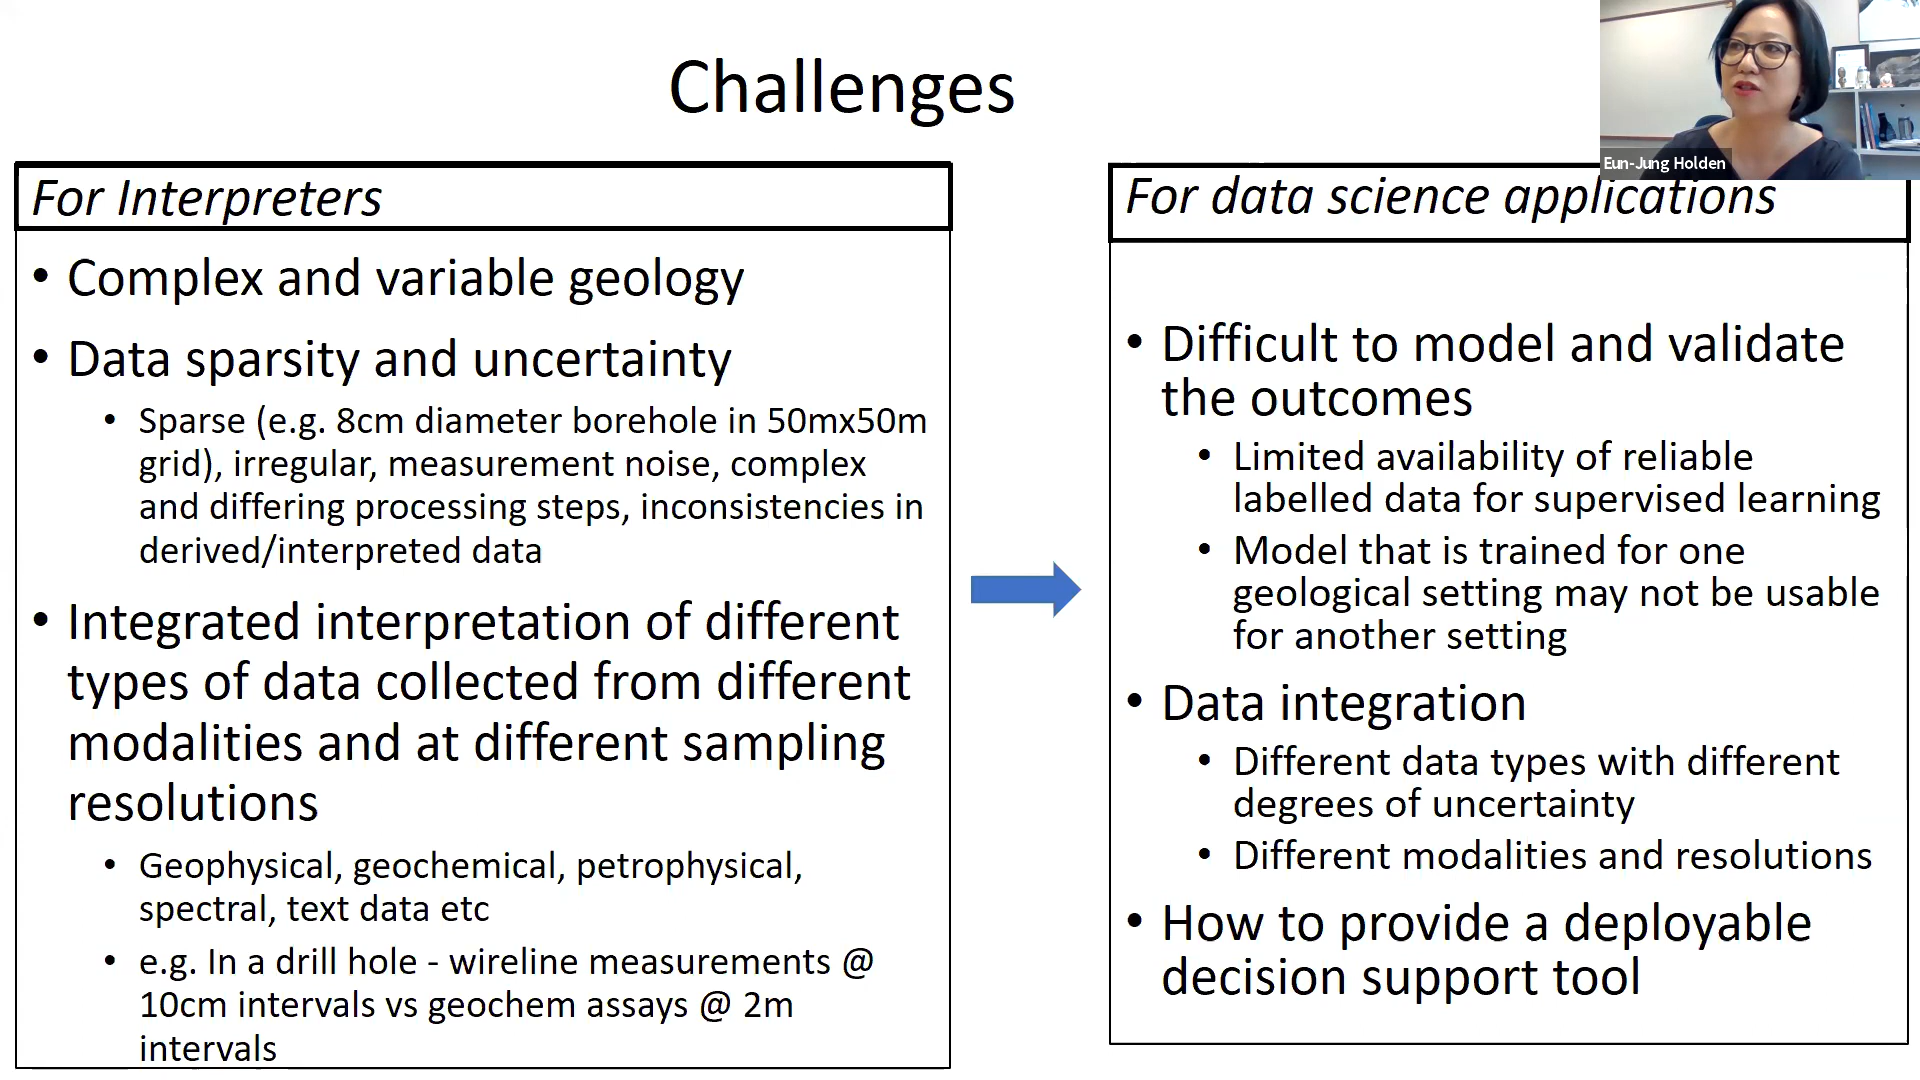 Challenges
Eun-Jung Holden
For Interpreters
• Complex and variable geology
• Data sparsity and uncertainty
• Sparse (e.g. 8cm diameter borehole in 50mx50m
grid), irregular, measurement noise, complex
and differing processing steps, inconsistencies in
derived/interpreted data
• Integrated interpretation of different
types of data collected from different
modalities and at different sampling
resolutions
• Geophysical, geochemical, petrophysical,
spectral, text data etc
• e.g. In a drill hole - wireline measurements @
10cm intervals vs geochem assays @ 2m
intervals
For data science applications
• Difficult to model and validate
the outcomes
• Limited availability of reliable
labelled data for supervised learning
• Model that is trained for one
geological setting may not be usable
for another setting
• Data integration
• Different data types with different
degrees of uncertainty
• Different modalities and resolutions
• How to provide a deployable
decision support tool